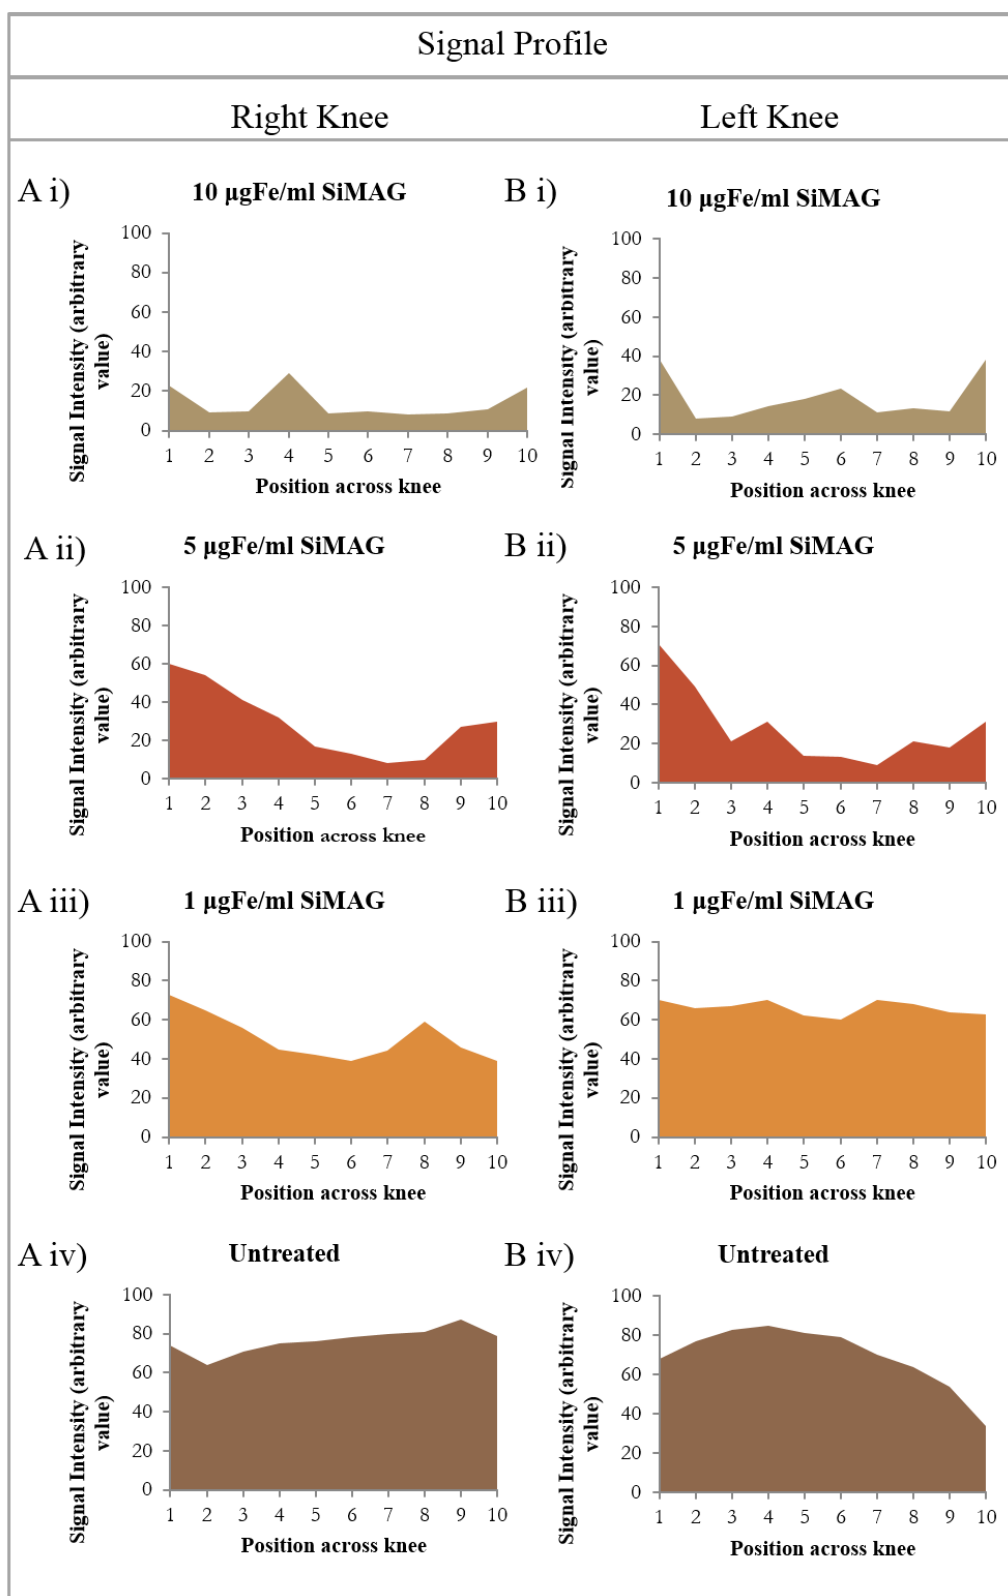 Signal Profile
Right Knee
Left Knee
A i)
10 µgFe/ml SiMAG
Signal Intensity (arbitrary
value)
100
80
60
40
20
0
1 2 3 4 5 6 7 8 9 10
Position across knee
B i)
10 µgFe/ml SiMAG
Signal Intensity (arbitrary
value)
100
80
60
40
20
0
1 2 3 4 5 6 7 8 9 10
Position across knee
A ii)
5 µgFe/ml SiMAG
Signal Intensity (arbitrary
value)
100
80
60
40
20
0
1 2 3 4 5 6 7 8 9 10
Position across knee
B ii)
5 µgFe/ml SiMAG
Signal Intensity (arbitrary
value)
100
80
60
40
20
0
1 2 3 4 5 6 7 8 9 10
Position across knee
A iii)
1 µgFe/ml SiMAG
Signal Intensity (arbitrary
value)
100
80
60
40
20
0
1 2 3 4 5 6 7 8 9 10
Position across knee
B iii)
1 µgFe/ml SiMAG
Signal Intensity (arbitrary
value)
100
80
60
40
20
0
1 2 3 4 5 6 7 8 9 10
Position across knee
A iv)
Untreated
Signal Intensity (arbitrary
value)
100
80
60
40
20
0
1 2 3 4 5 6 7 8 9 10
Position across knee
B iv)
Untreated
Signal Intensity (arbitrary
value)
100
80
60
40
20
0
1 2 3 4 5 6 7 8 9 10
Position across knee